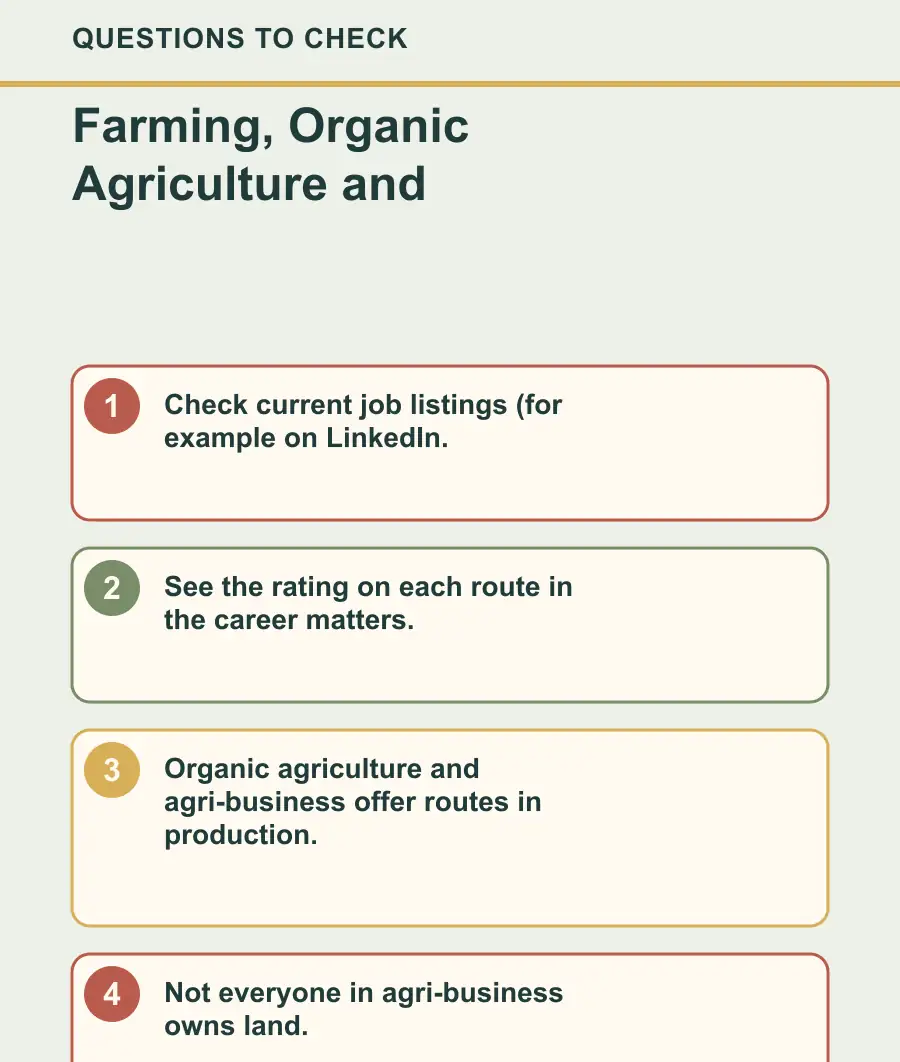 QUESTIONS TO CHECK
Farming, Organic
Agriculture and
1
Check current job listings (for
example on LinkedIn.
2
See the rating on each route in
the career matters.
3
Organic agriculture and
agri-business offer routes in
production.
4
Not everyone in agri-business
owns land.